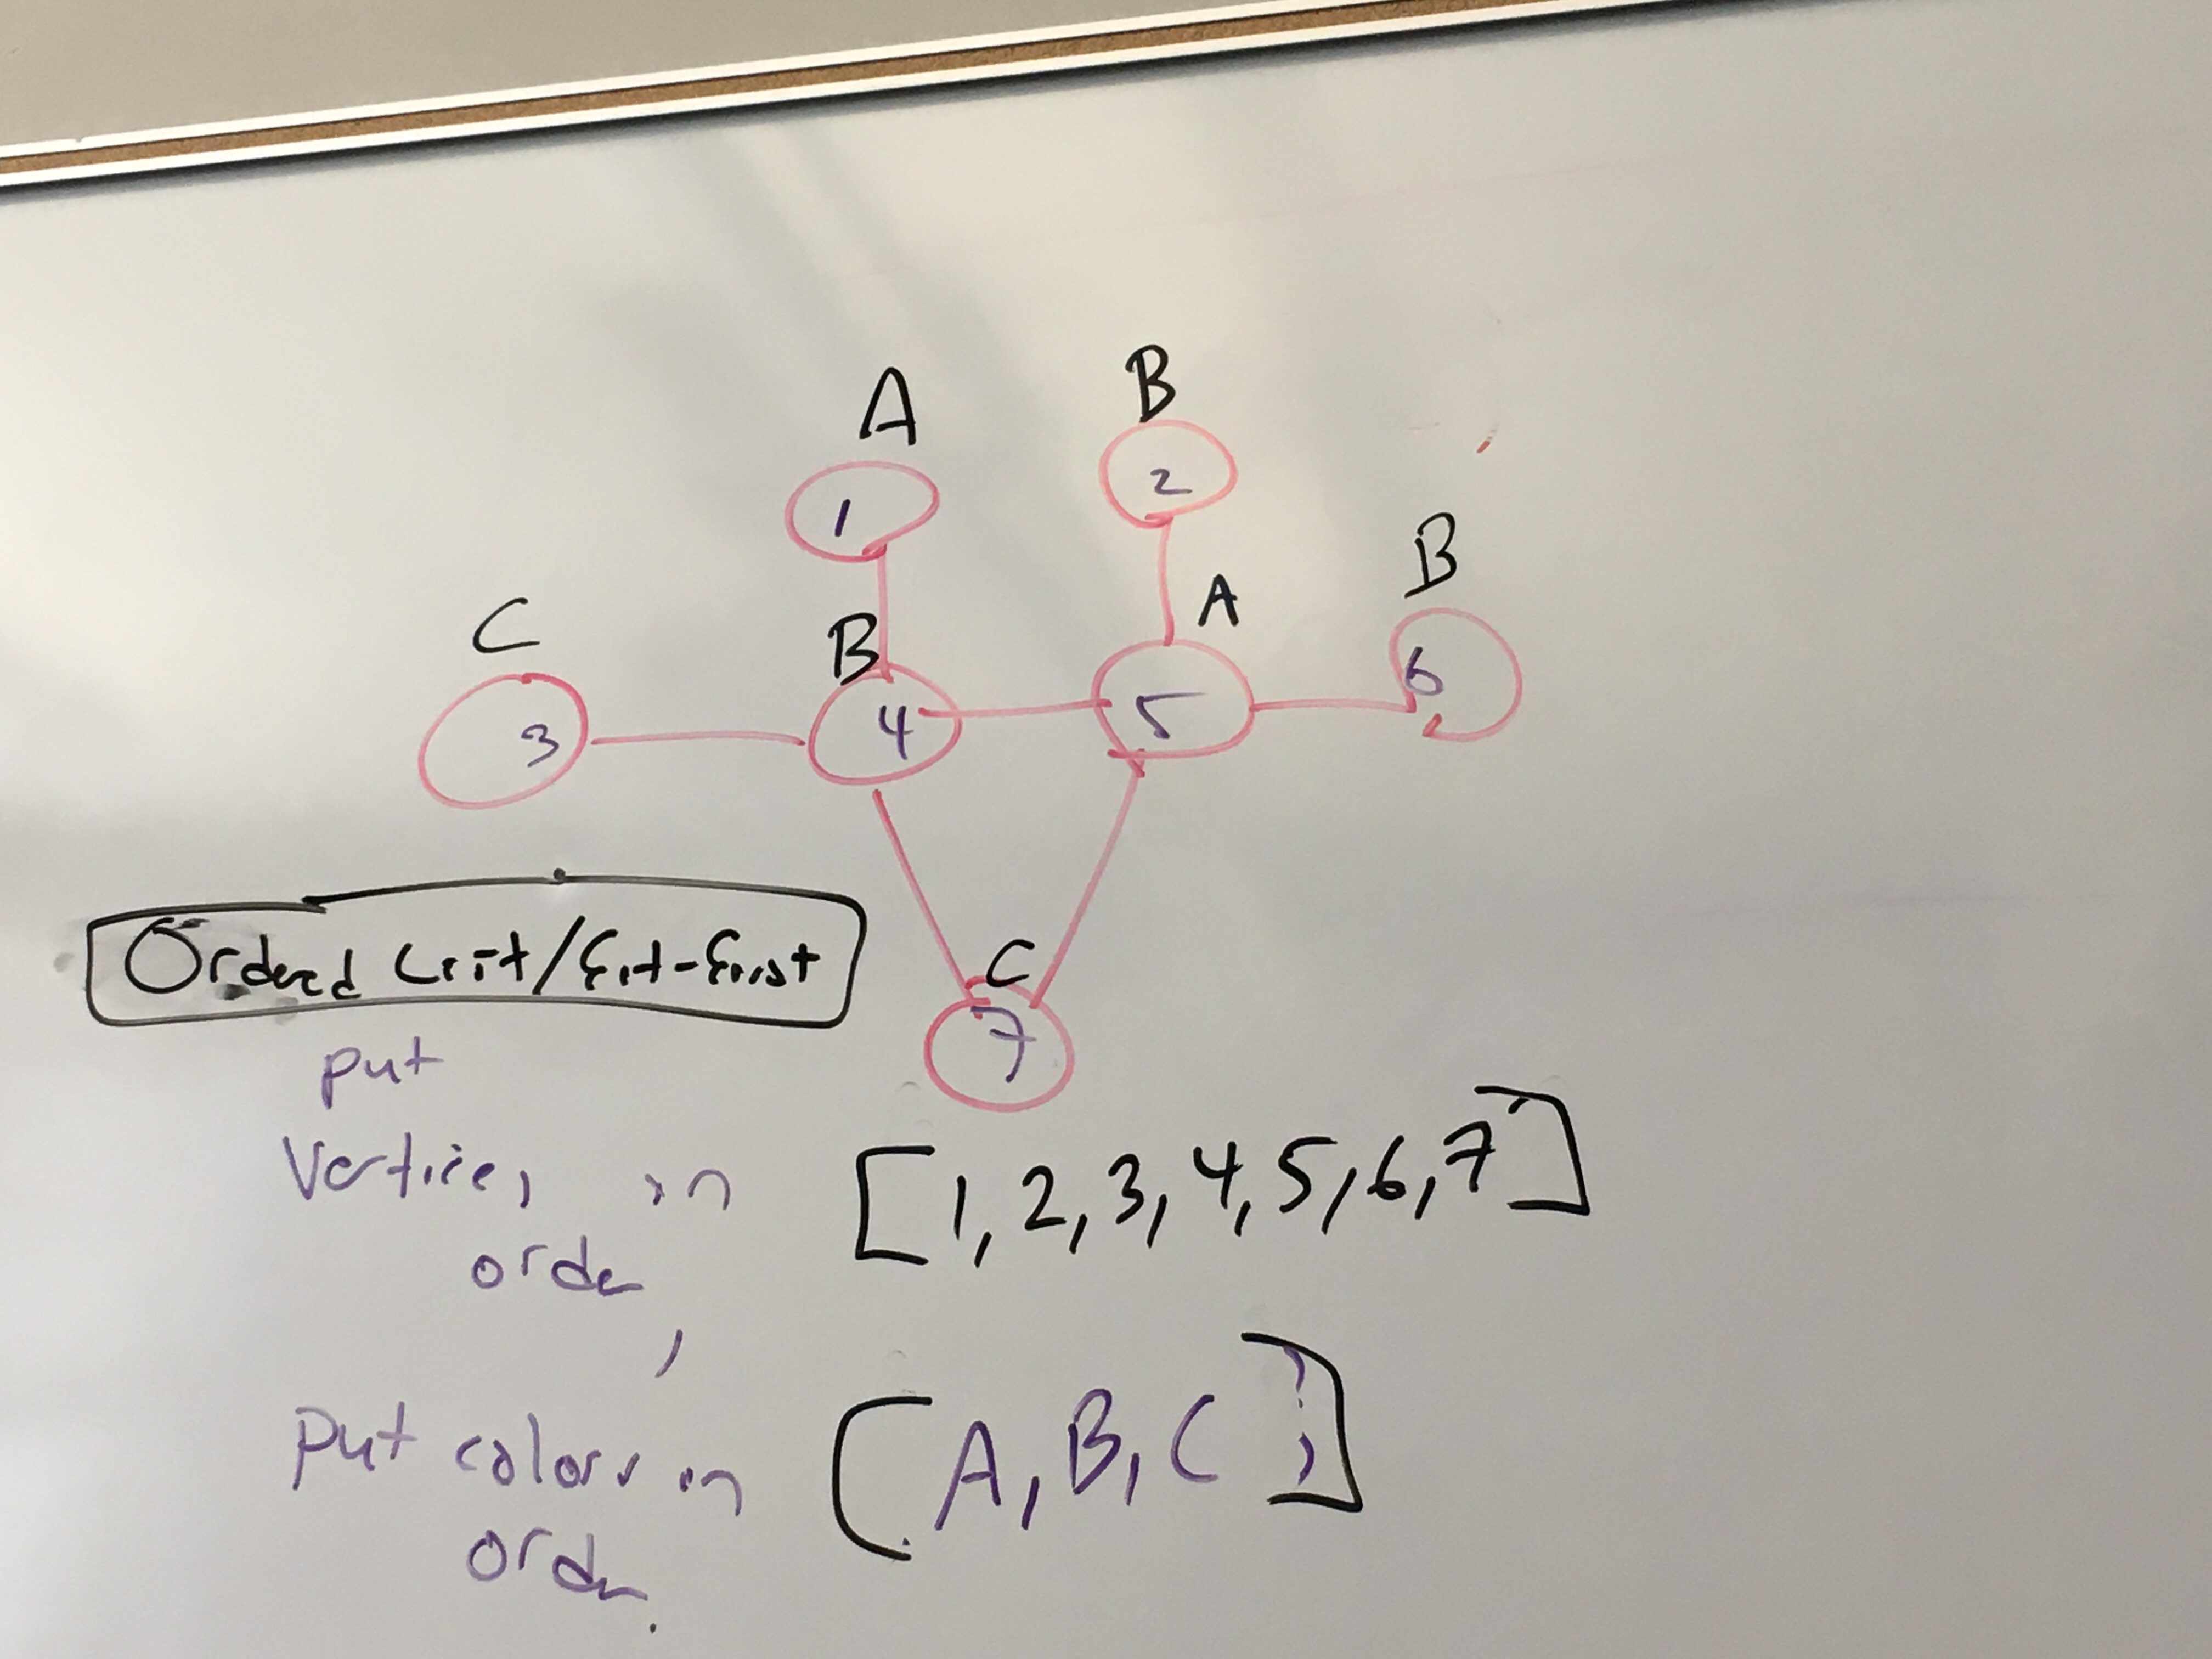 A
B
1
2
B
C
B
A
6
3
4
5
C
7
Ordered List/fit-first
put
Vertices in
[1,2,3,4,5,6,7]
order,
put colors in
[A, B, C, ; ]
order.